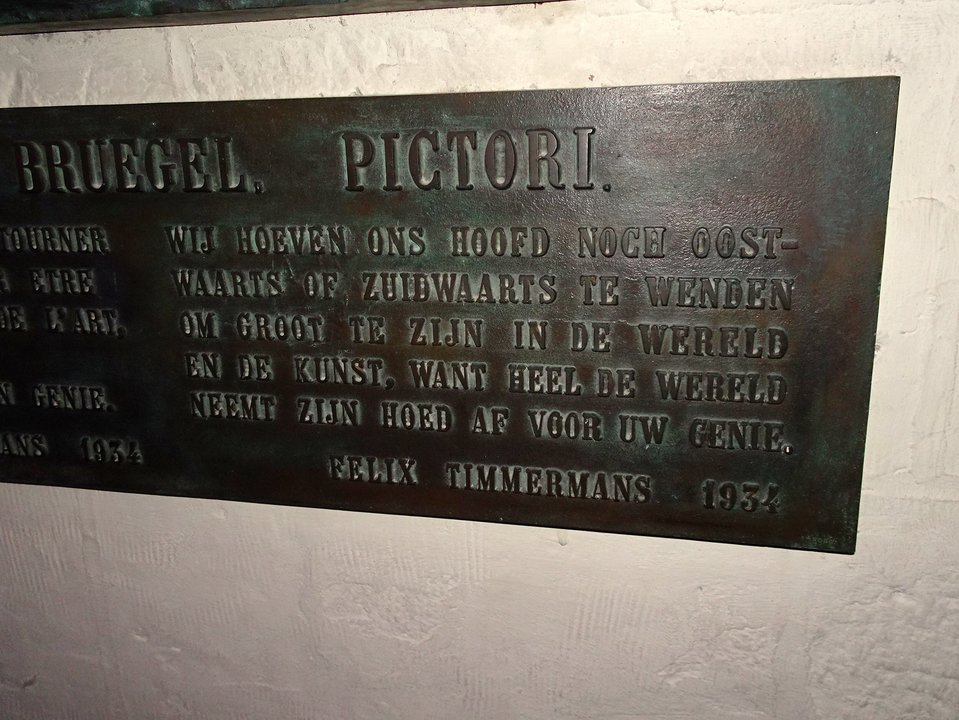 BRUEGEL. PICTORI.
TOURNER
ETRE
DE L'ART,
GENIE.
1934
WIJ HOEVEN ONS HOOFD NOCH OOST-
WAARTS OF ZUIDWAARTS TE WENDEN
OM GROOT TE ZIJN IN DE WERELD
EN DE KUNST, WANT HEEL DE WERELD
NEEMT ZIJN HOED AF VOOR UW GENIE.
FELIX TIMMERMANS 1934